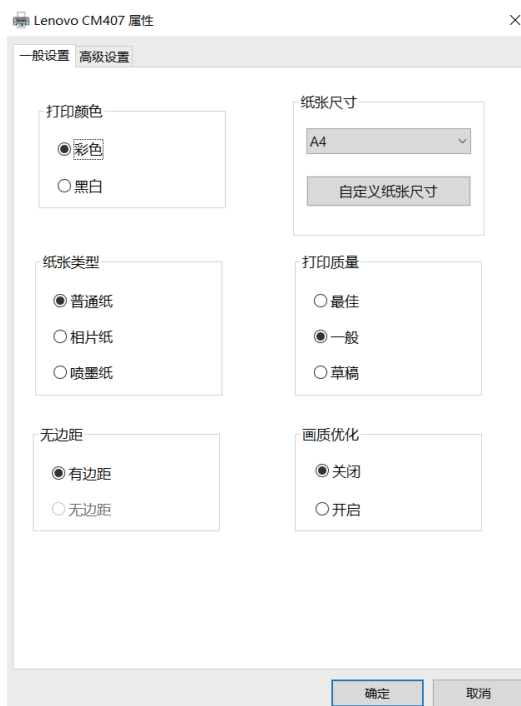 Lenovo CM407 属性
一般设置 高级设置
打印颜色
彩色
黑白
纸张尺寸
A4
自定义纸张尺寸
纸张类型
普通纸
相片纸
喷墨纸
打印质量
最佳
一般
草稿
无边距
有边距
无边距
画质优化
关闭
开启
确定 取消